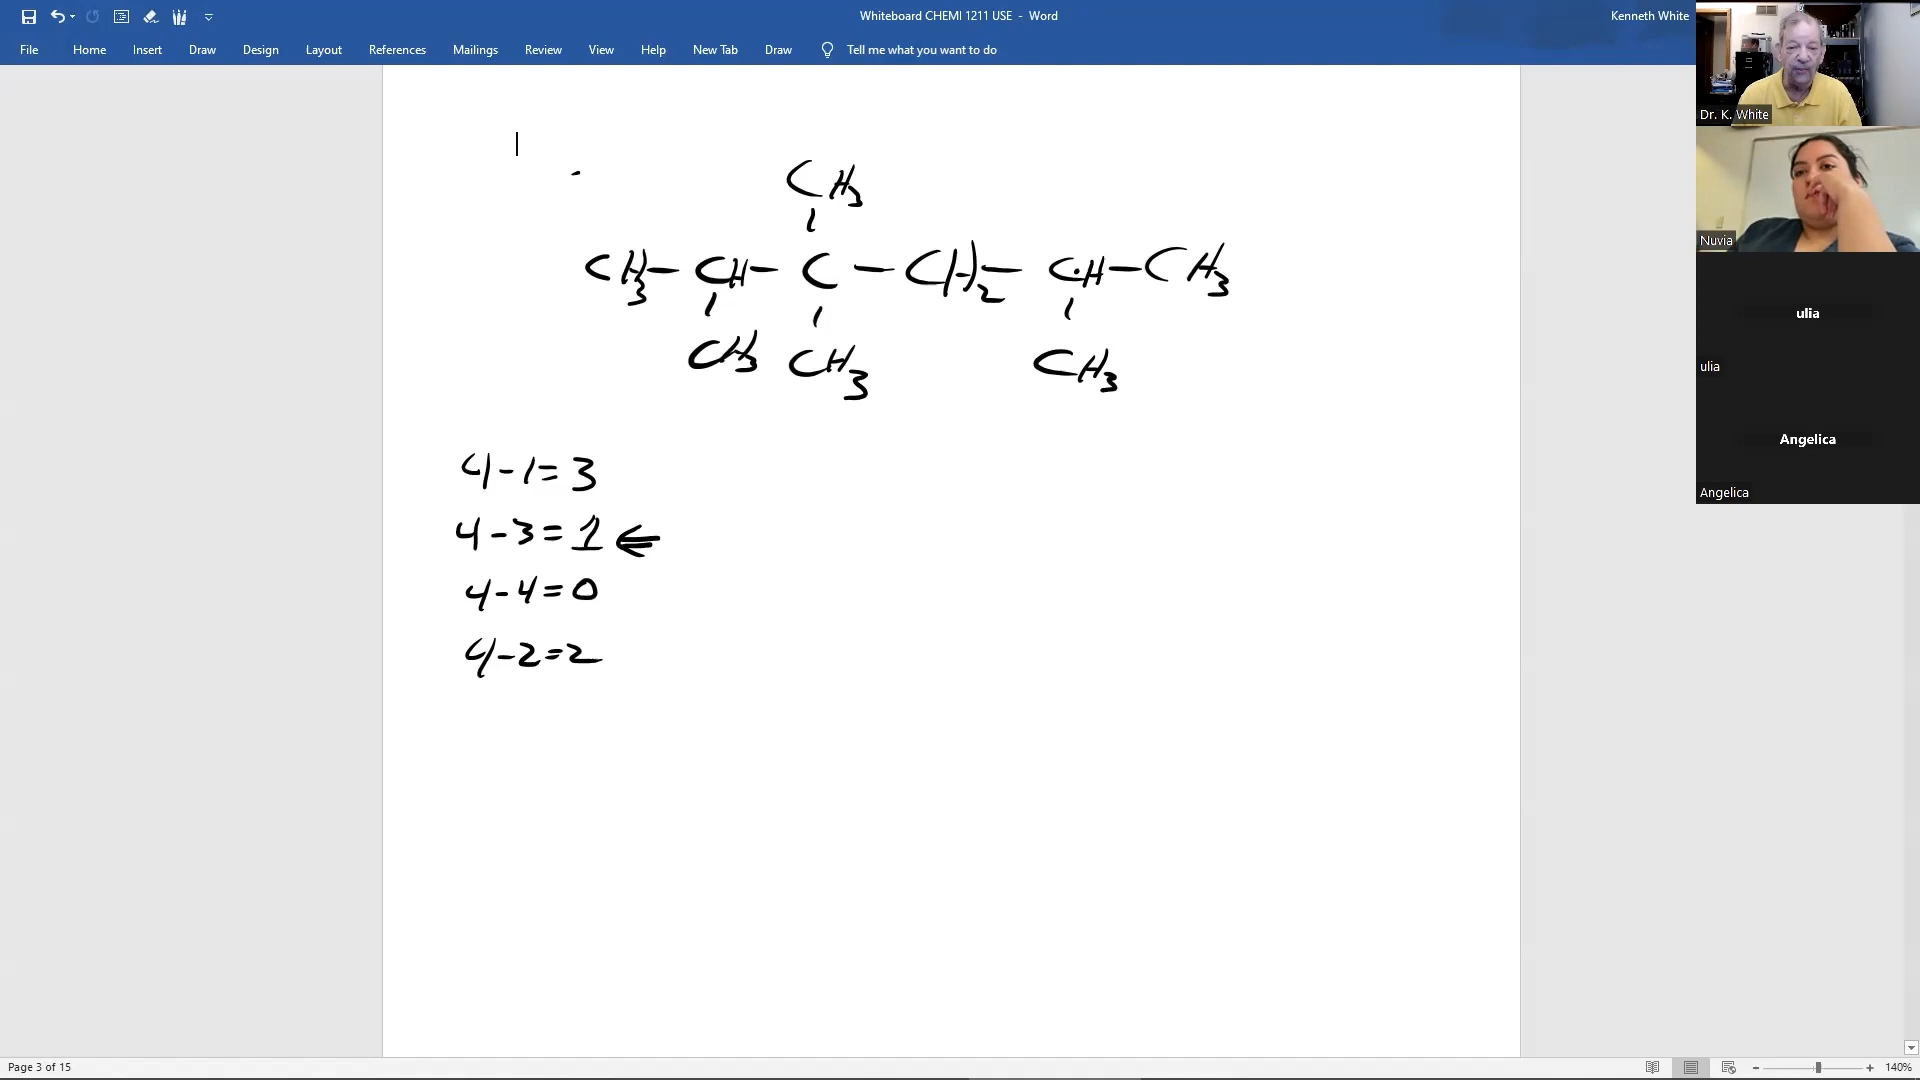 Whiteboard CHEMI 1211 USE - Word
Kenneth White
File Home Insert Draw Design Layout References Mailings Review View Help New Tab Draw Tell me what you want to do
Dr. K. White
Nuvia
ulia
ulia
Angelica
Angelica
CH3
CH3-CH-C-CH2-CH-CH3
CH3 CH3 CH3
4-1=3
4-3=1
4-4=0
4-2=2
Page 3 of 15
140%